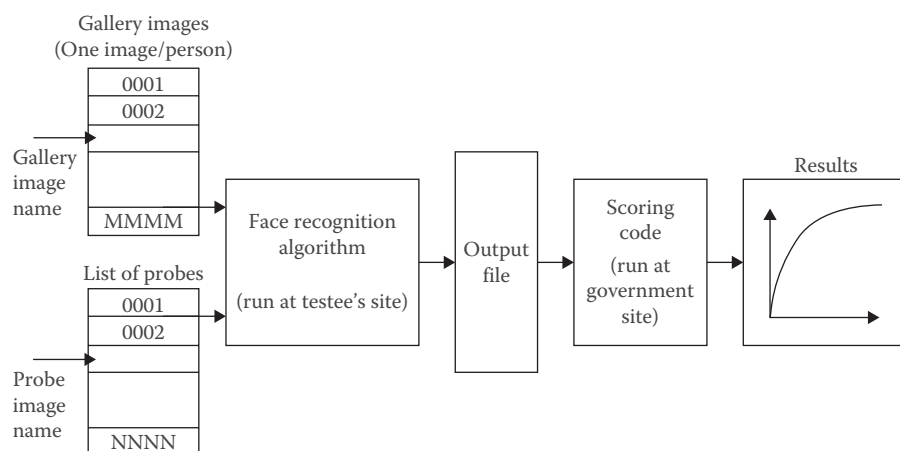 Gallery images
(One image/person)
0001
0002
Gallery
image
name
MMMM
List of probes
0001
0002
Probe
image
name
NNNN
Face recognition
algorithm
(run at testee's site)
Output
file
Scoring
code
(run at
government
site)
Results